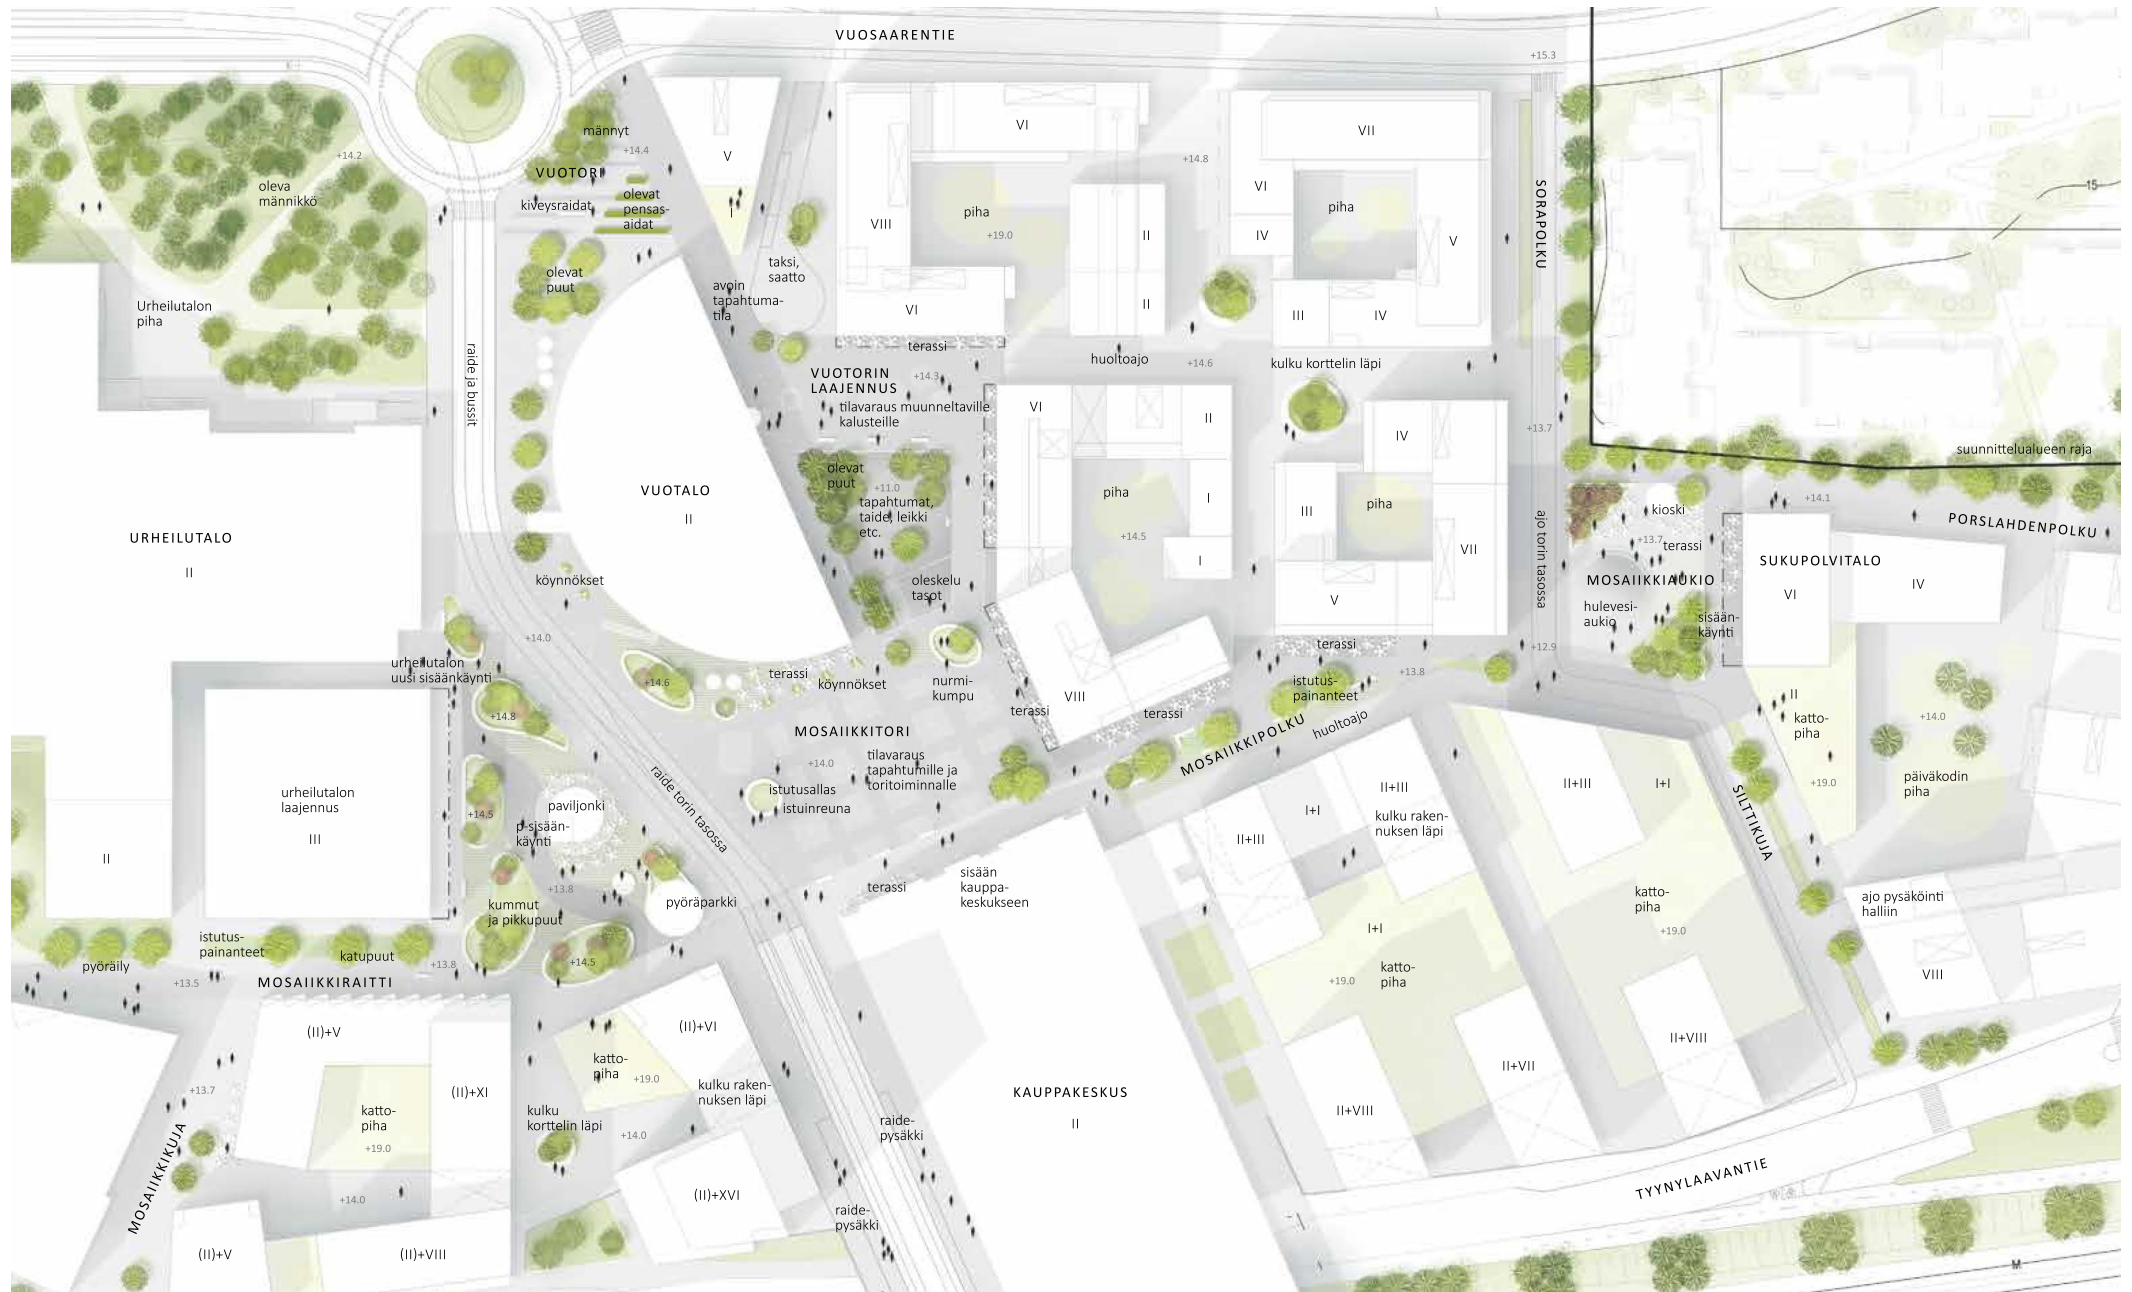 VUOSAARENTIE
+15.3
männyt
+14.4
+14.2
VUOTORI
oleva
männikkö
kiveysraidat
olevat
pensas-
aidat
V
I
VI
VIII
piha
+19.0
II
II
VI
+14.8
VII
VI
IV
piha
V
III
IV
SORAPOLKU
15
taksi,
saatto
olevat
puut
avoin
tapahtuma-
tila
Urheilutalon
piha
raide ja bussit
terassi
huoltoajo
+14.6
kulku korttelin läpi
VUOTORIN
LAAJENNUS
+14.3
tilavaraus muunneltaville
kalusteille
VI
II
I
I
piha
+14.5
VIII
IV
III
piha
VII
V
+13.7
ajo torin tasossa
suunnittelualueen raja
olevat
puut
+11.0
tapahtumat,
taide, leikki
etc.
VUOTALO
II
URHEILUTALO
II
köynnökset
oleskelu
tasot
kioski
+14.1
PORSLAHDENPOLKU
+13.7
terassi
MOSAIIKKIAUKIO
SUKUPOLVITALO
VI
IV
hulevesi-
aukio
sisään-
käynti
+12.9
+14.0
urheilutalon
uusi sisäänkäynti
+14.6
terassi
köynnökset
nurmi-
kumpu
terassi
terassi
terassi
istutus-
painanteet
+13.8
+14.8
MOSAIIKKITORI
+14.0
tilavaraus
tapahtumille ja
toritoiminnalle
MOSAIIKKIPOLKU
huoltoajo
II
katto-
piha
+19.0
+14.0
päiväkodin
piha
raide torin tasossa
istutusallas
istuinreuna
urheilutalon
laajennus
III
II
+14.5
paviljonki
p-sisään-
käynti
+13.8
kummut
ja pikkupuut
pyöräparkki
terassi
sisään
kauppa-
keskukseen
II+III
I+I
II+III
kulku raken-
nuksen läpi
II+III
I+I
SILTTIKUJA
katto-
piha
+19.0
ajo pysäköinti
halliin
VIII
I+I
+19.0
katto-
piha
istutus-
painanteet
katupuut
+13.8
+14.5
pyöräily
+13.5
MOSAIIKKIRAITTI
(II)+V
(II)+XI
(II)+VI
katto-
piha
+19.0
kulku raken-
nuksen läpi
+13.7
katto-
piha
+19.0
kulku
korttelin läpi
+14.0
MOSAIIKKIKUJA
+14.0
(II)+V
(II)+VIII
(II)+XVI
raide-
pysäkki
raide-
pysäkki
KAUPPAKESKUS
II
II+VIII
II+VII
II+VIII
TYYNYLAAVANTIE
M